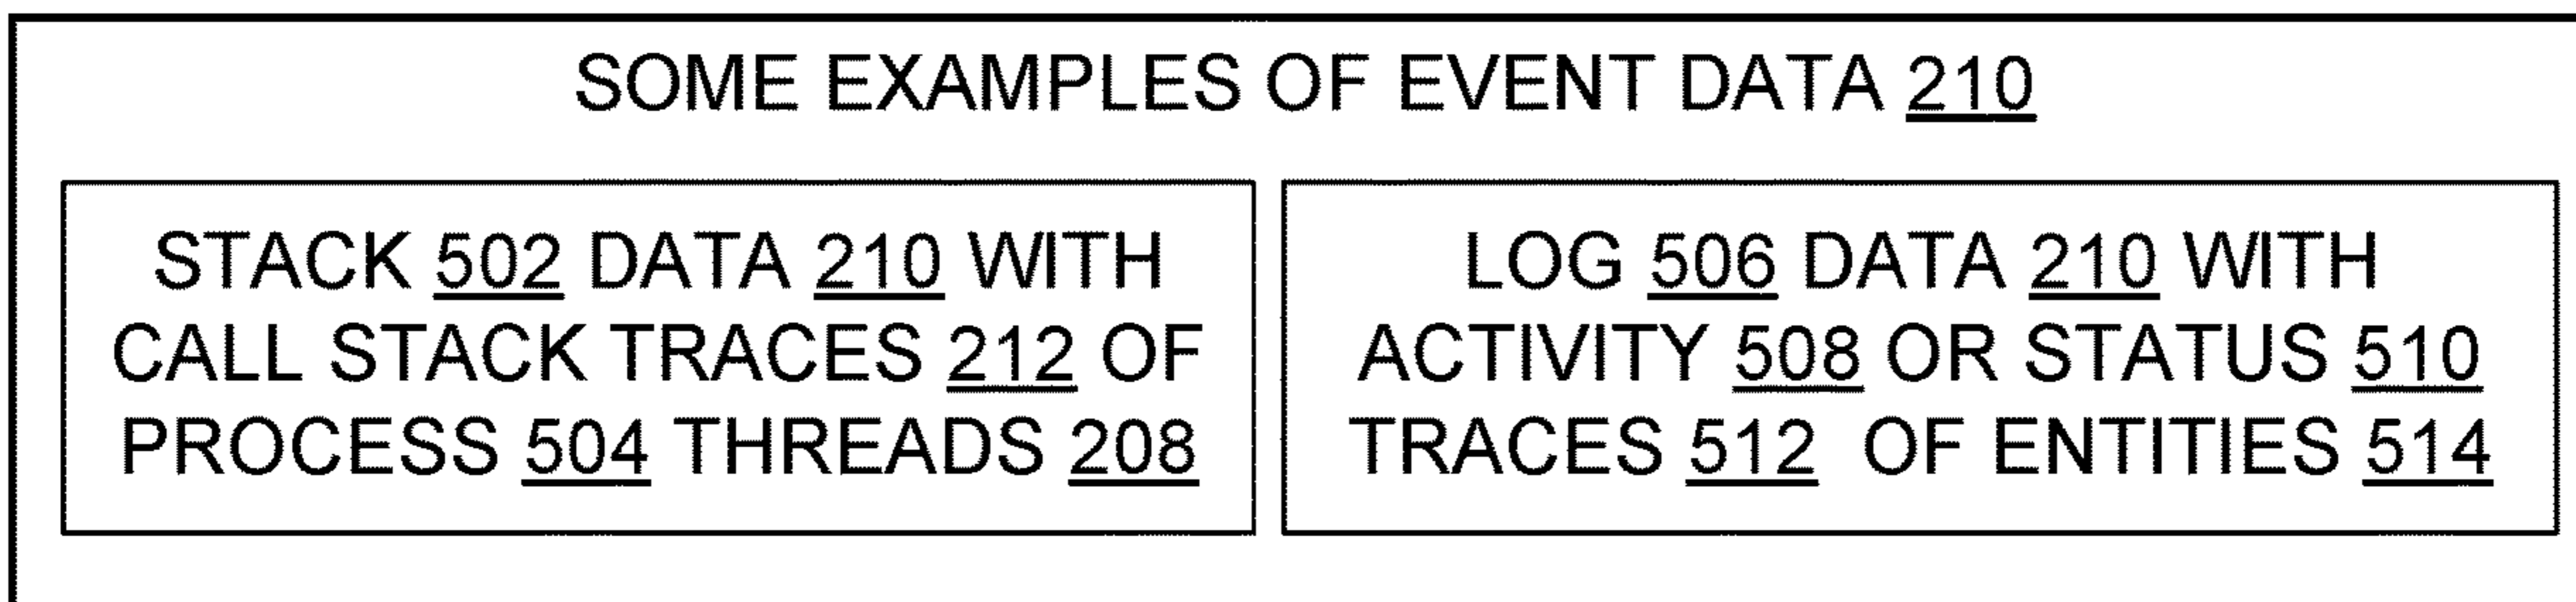 SOME EXAMPLES OF EVENT DATA 210
STACK 502 DATA 210 WITH
CALL STACK TRACES 212 OF
PROCESS 504 THREADS 208
LOG 506 DATA 210 WITH
ACTIVITY 508 OR STATUS 510
TRACES 512 OF ENTITIES 514